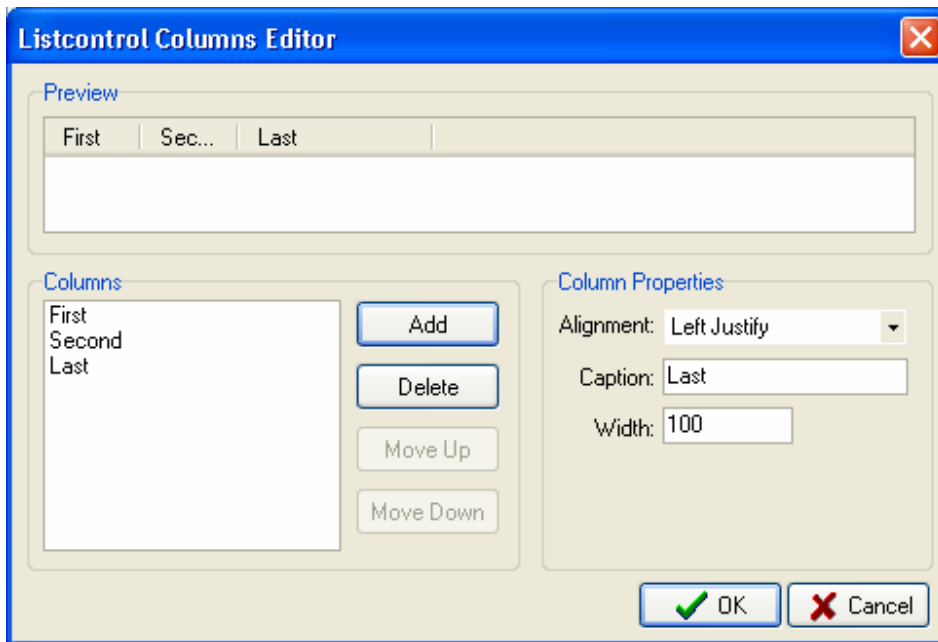 Listcontrol Columns Editor
Preview
First Sec... Last
Columns
First
Second
Last
Add
Delete
Move Up
Move Down
Column Properties
Alignment: Left Justify
Caption: Last
Width: 100
OK Cancel